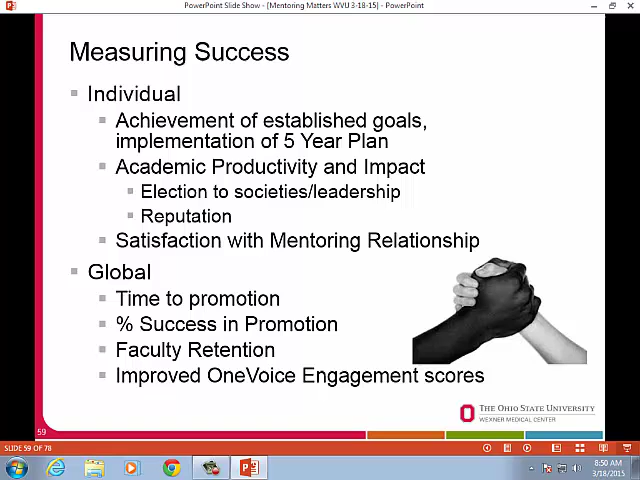 PowerPoint Slide Show - [Mentoring Matters WVU 3-18-15] - PowerPoint
Measuring Success
Individual
Achievement of established goals,
implementation of 5 Year Plan
Academic Productivity and Impact
Election to societies/leadership
Reputation
Satisfaction with Mentoring Relationship
Global
Time to promotion
% Success in Promotion
Faculty Retention
Improved OneVoice Engagement scores
THE OHIO STATE UNIVERSITY
WEXNER MEDICAL CENTER
59
SLIDE 59 OF 78
8:50 AM
3/18/2015